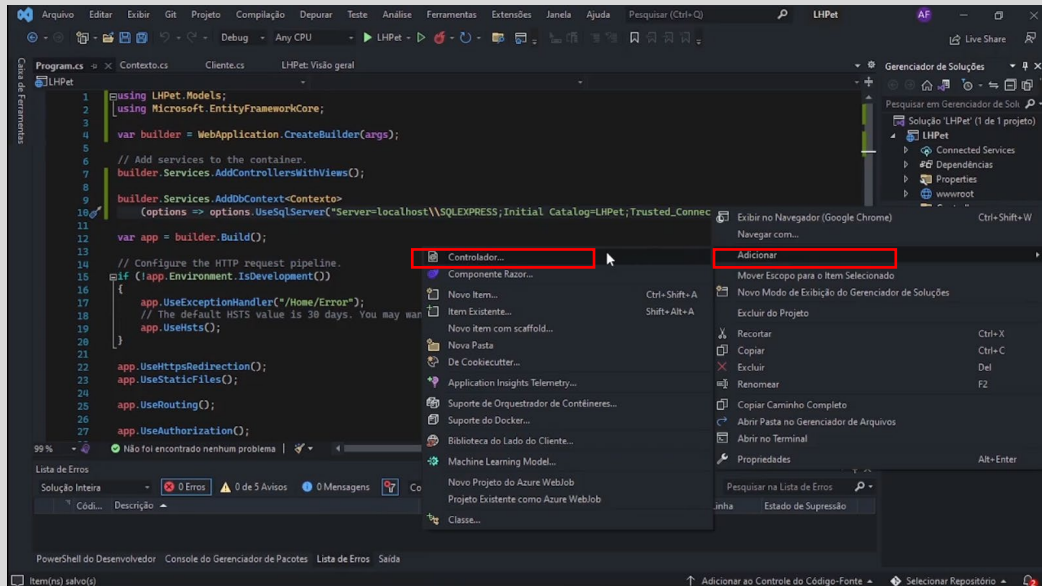 Arquivo Editar Exibir Git Projeto Compilação Depurar Teste Análise Ferramentas Extensões Janela Ajuda Pesquisar (Ctrl+Q) LHPet AF
Debug Any CPU LHPet Live Share
Caixa de Ferramentas
Program.cs Contexto.cs Cliente.cs LHPet: Visão geral
LHPet
1 using LHPet.Models;
2 using Microsoft.EntityFrameworkCore;
3
4 var builder = WebApplication.CreateBuilder(args);
5
6 // Add services to the container.
7 builder.Services.AddControllersWithViews();
8
9 builder.Services.AddDbContext<Contexto>
10 (options => options.UseSqlServer("Server=localhost\\SQLEXPRESS;Initial Catalog=LHPet;Trusted_Connec
11
12 var app = builder.Build();
13
14 // Configure the HTTP request pipeline.
15 if (!app.Environment.IsDevelopment())
16 {
17 app.UseExceptionHandler("/Home/Error");
18 // The default HSTS value is 30 days. You may wan
19 app.UseHsts();
20 }
21
22 app.UseHttpsRedirection();
23 app.UseStaticFiles();
24
25 app.UseRouting();
26
27 app.UseAuthorization();
99 % Não foi encontrado nenhum problema
Gerenciador de Soluções
Pesquisar em Gerenciador de Solu
Solução 'LHPet' (1 de 1 projeto)
LHPet
Connected Services
Dependências
Properties
wwwroot
Exibir no Navegador (Google Chrome) Ctrl+Shift+W
Navegar com...
Adicionar
Mover Escopo para o Item Selecionado
Novo Modo de Exibição do Gerenciador de Soluções
Excluir do Projeto
Recortar Ctrl+X
Copiar Ctrl+C
Excluir Del
Renomear F2
Copiar Caminho Completo
Abrir Pasta no Gerenciador de Arquivos
Abrir no Terminal
Propriedades Alt+Enter
Controlador...
Componente Razor...
Novo Item... Ctrl+Shift+A
Item Existente... Shift+Alt+A
Novo item com scaffold...
Nova Pasta
De Cookiecutter...
Application Insights Telemetry...
Suporte de Orquestrador de Contêineres...
Suporte do Docker...
Biblioteca do Lado do Cliente...
Machine Learning Model...
Novo Projeto do Azure WebJob
Projeto Existente como Azure WebJob
Classe...
Lista de Erros
Solução Inteira 0 Erros 0 de 5 Avisos 0 Mensagens Co Pesquisar na Lista de Erros
Códi... Descrição inha Estado de Supressão
PowerShell do Desenvolvedor Console do Gerenciador de Pacotes Lista de Erros Saída
Item(ns) salvo(s) Adicionar ao Controle do Código-Fonte Selecionar Repositório 2